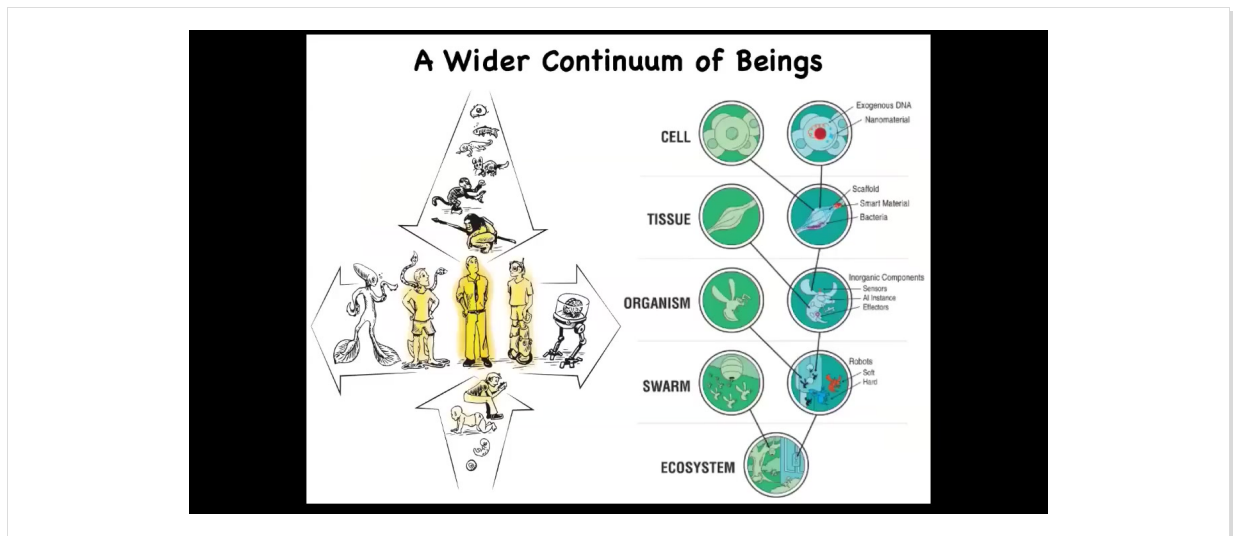 A Wider Continuum of Beings
CELL
Exogenous DNA
Nanomaterial
TISSUE
Scaffold
Smart Material
Bacteria
ORGANISM
Inorganic Components
Sensors
AI Instance
Effectors
SWARM
Robots
Soft
Hard
ECOSYSTEM